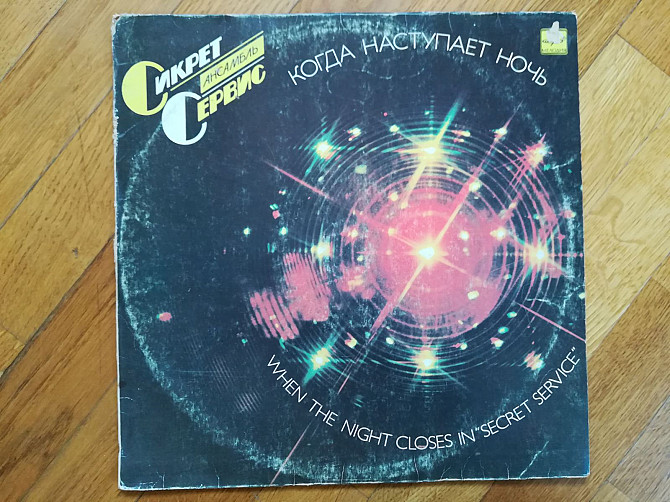 СИКРЕТ
АНСАМБЛЬ
СЕРВИС
КОГДА НАСТУПАЕТ НОЧЬ
WHEN THE NIGHT CLOSES IN "SECRET SERVICE"